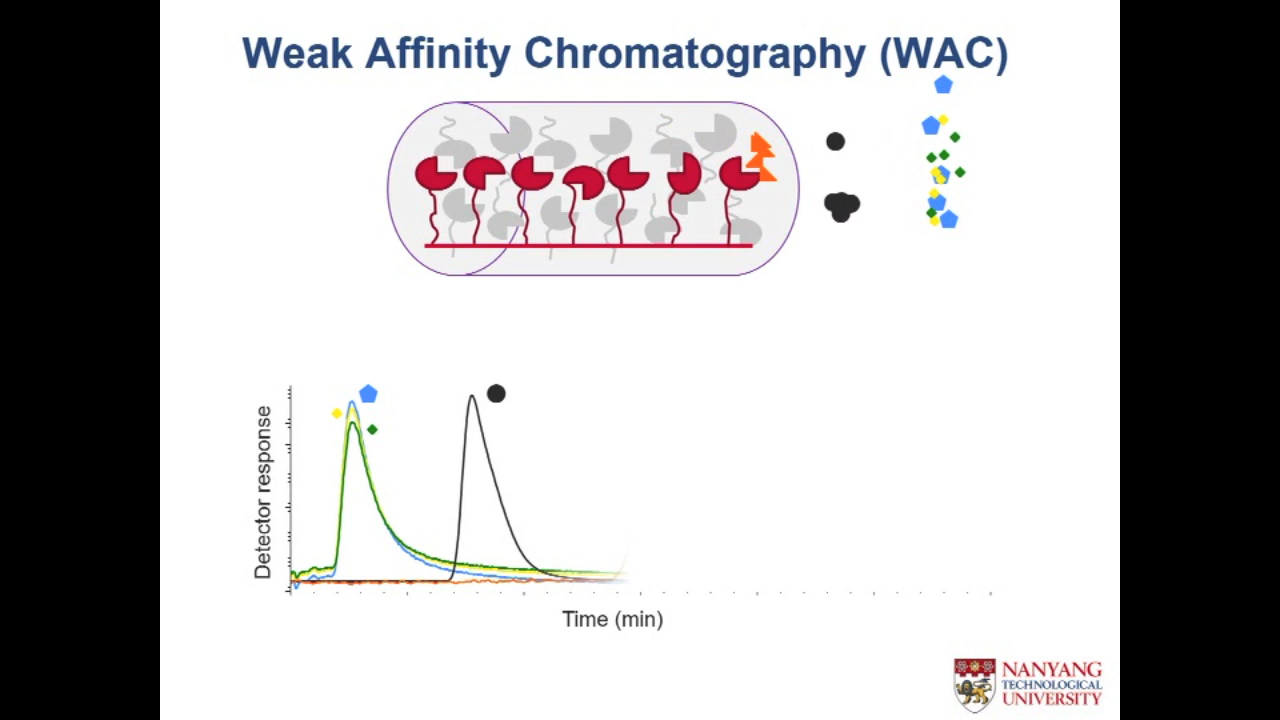 Weak Affinity Chromatography (WAC)
Detector response
Time (min)
NANYANG
TECHNOLOGICAL
UNIVERSITY